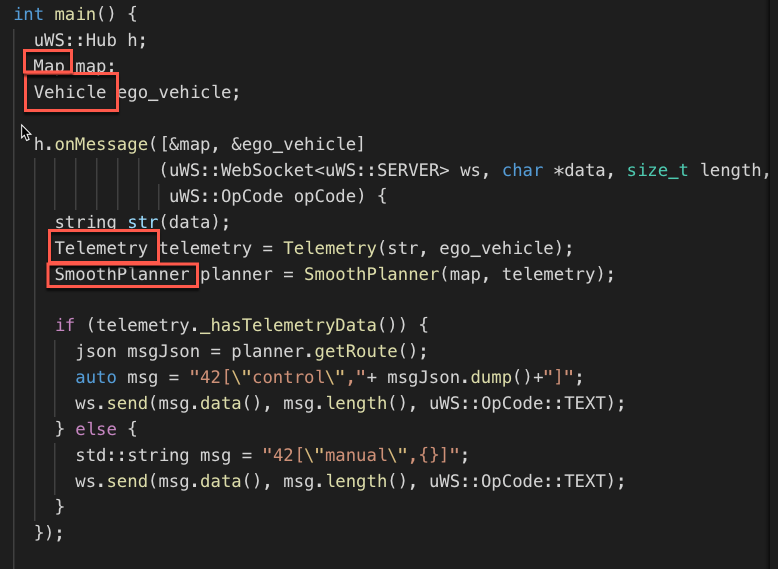 int main() {
uWS::Hub h;
Map map;
Vehicle ego_vehicle;
h.onMessage([&map, &ego_vehicle]
(uWS::WebSocket<uWS::SERVER> ws, char *data, size_t length,
uWS::OpCode opCode) {
string str(data);
Telemetry telemetry = Telemetry(str, ego_vehicle);
SmoothPlanner planner = SmoothPlanner(map, telemetry);
if (telemetry._hasTelemetryData()) {
json msgJson = planner.getRoute();
auto msg = "42[\"control\","+ msgJson.dump()+"]";
ws.send(msg.data(), msg.length(), uWS::OpCode::TEXT);
} else {
std::string msg = "42[\"manual\",{}]";
ws.send(msg.data(), msg.length(), uWS::OpCode::TEXT);
}
});